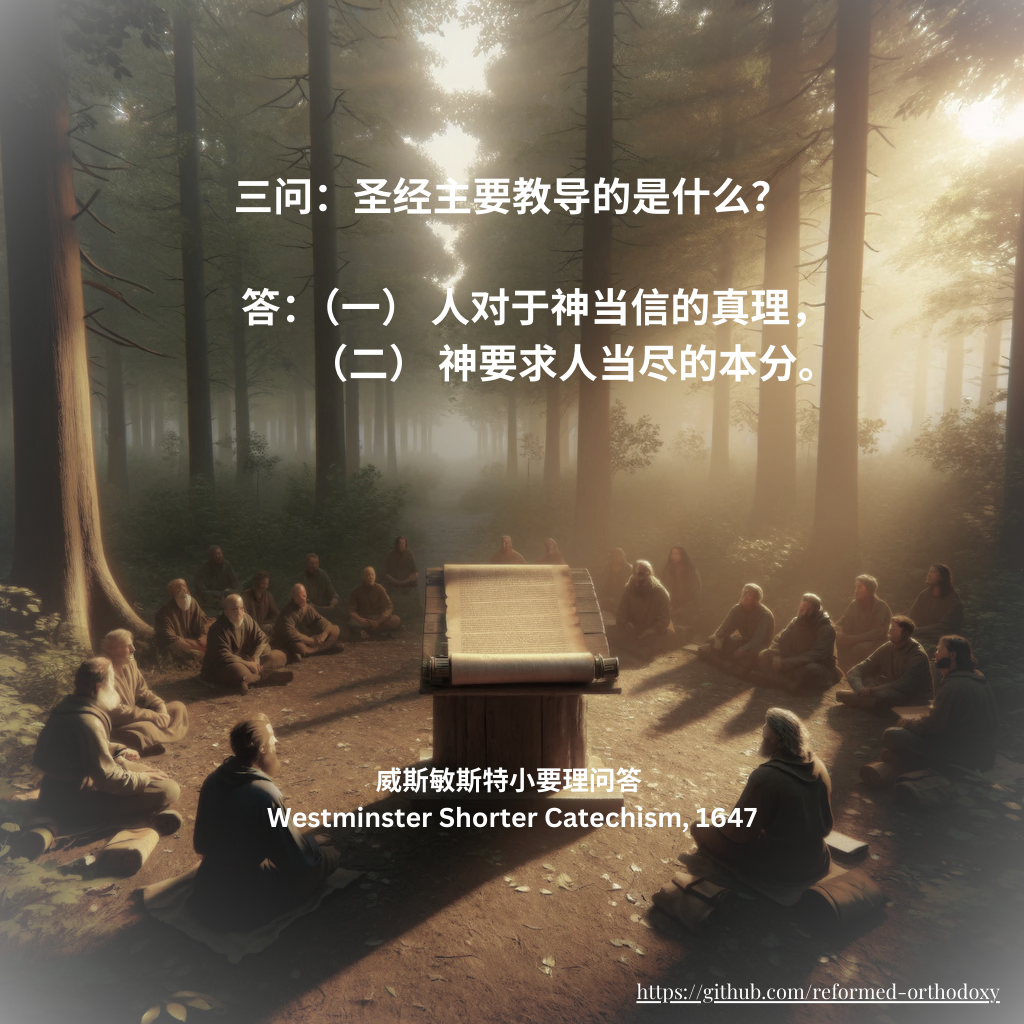 三问：圣经主要教导的是什么？
答：（一） 人对于神当信的真理，
（二） 神要求人当尽的本分。
威斯敏斯特小要理问答
Westminster Shorter Catechism, 1647
https://github.com/reformed-orthodoxy